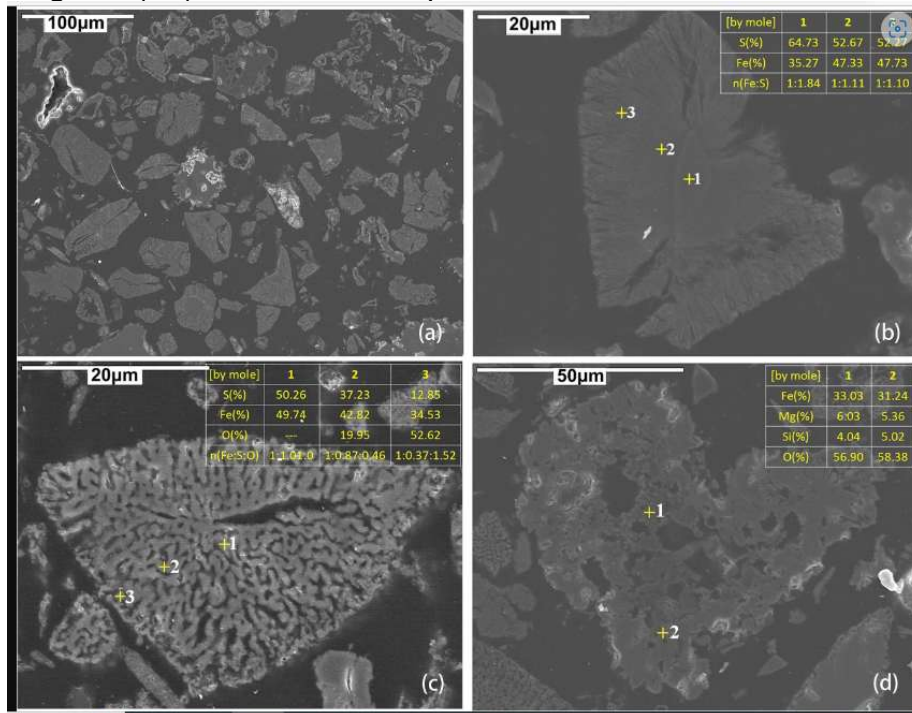 100µm
(a)
20µm
[by mole] 1 2
S(%) 64.73 52.67 52.27
Fe(%) 35.27 47.33 47.73
n(Fe:S) 1:1.84 1:1.11 1:1.10
3
2
1
(b)
20µm
[by mole] 1 2 3
S(%) 50.26 37.23 12.85
Fe(%) 49.74 42.82 34.53
O(%) — 19.95 52.62
n(Fe:S:O) 1:1.01:0 1:0.87:0.46 1:0.37:1.52
1
2
3
(c)
50µm
[by mole] 1 2
Fe(%) 33.03 31.24
Mg(%) 6.03 5.36
Si(%) 4.04 5.02
O(%) 56.90 58.38
1
2
(d)